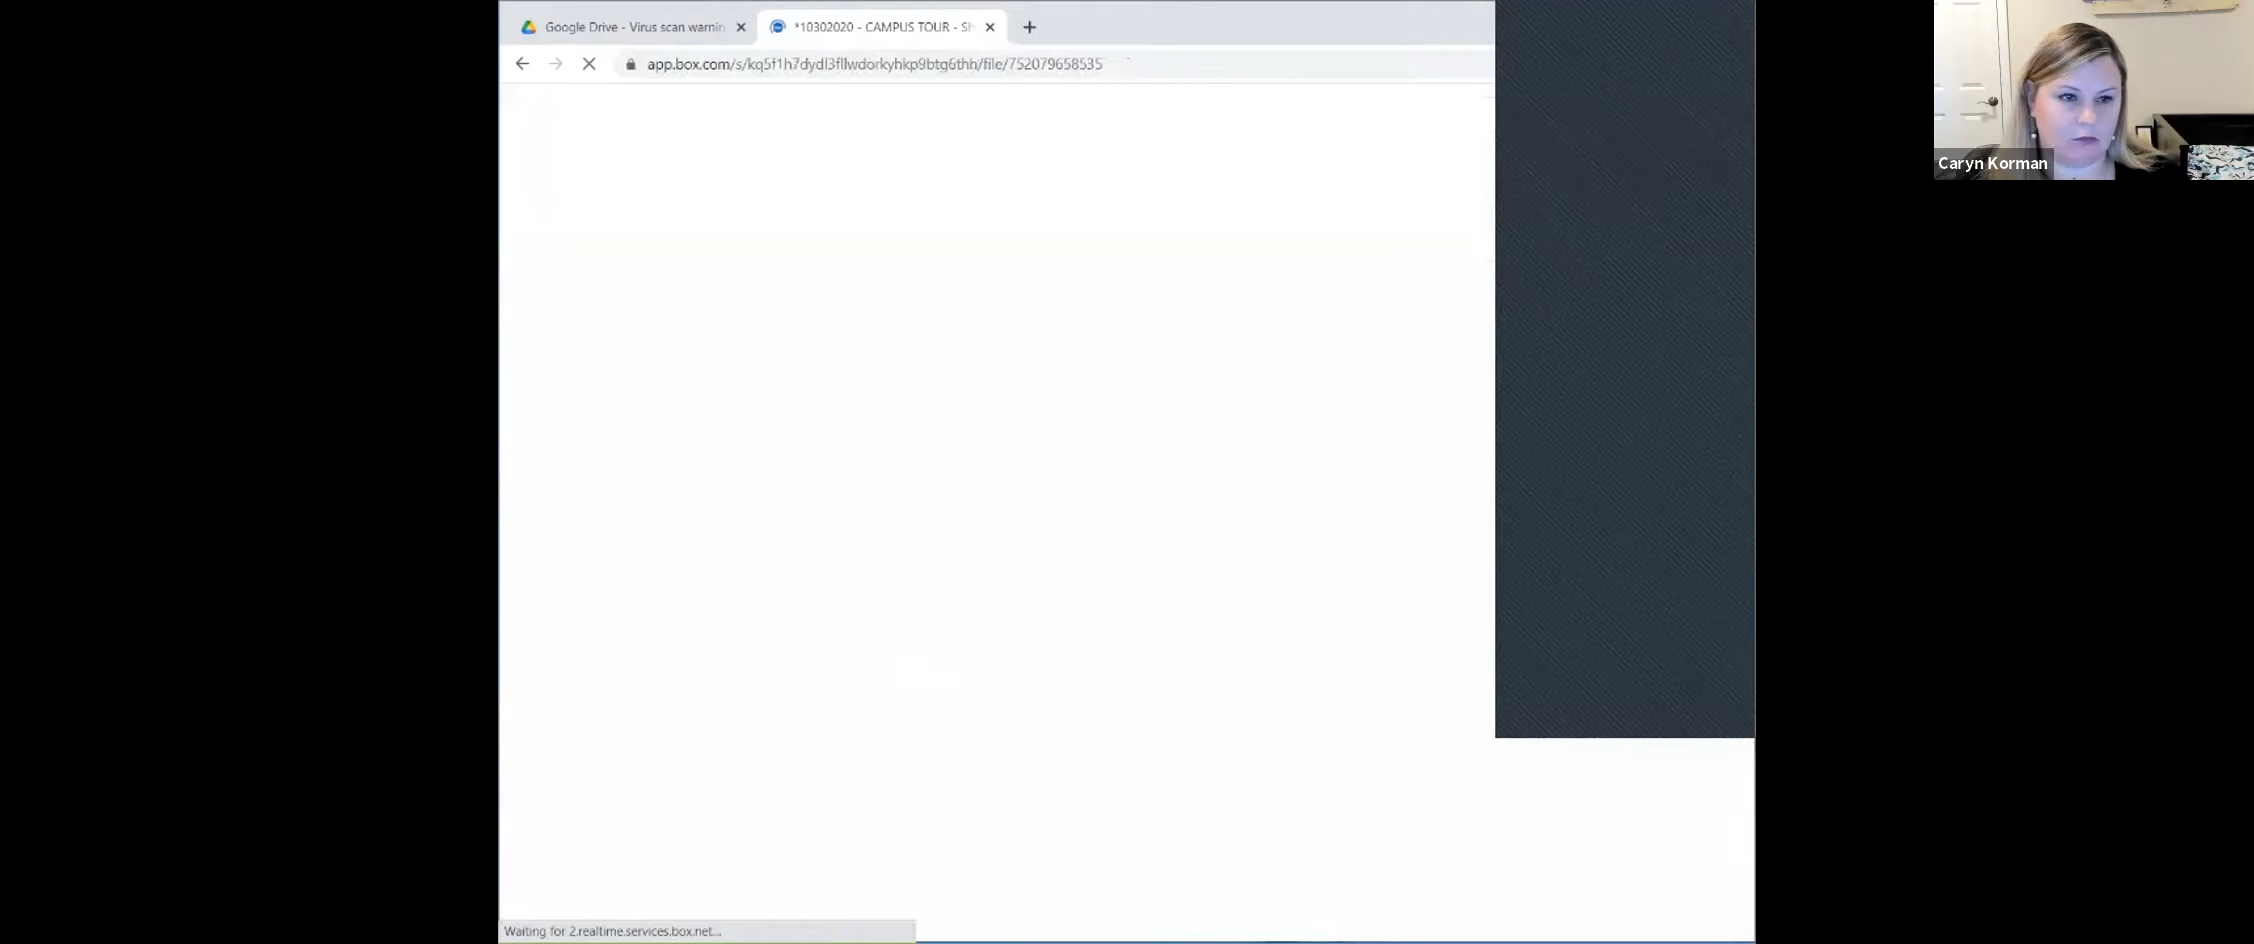 Google Drive - Virus scan warnin
*10302020 - CAMPUS TOUR - Sh
app.box.com/s/kq5f1h7dydl3fllwdorkyhkp9btg6thh/file/752079658535
Caryn Korman
Waiting for 2.realtime.services.box.net...